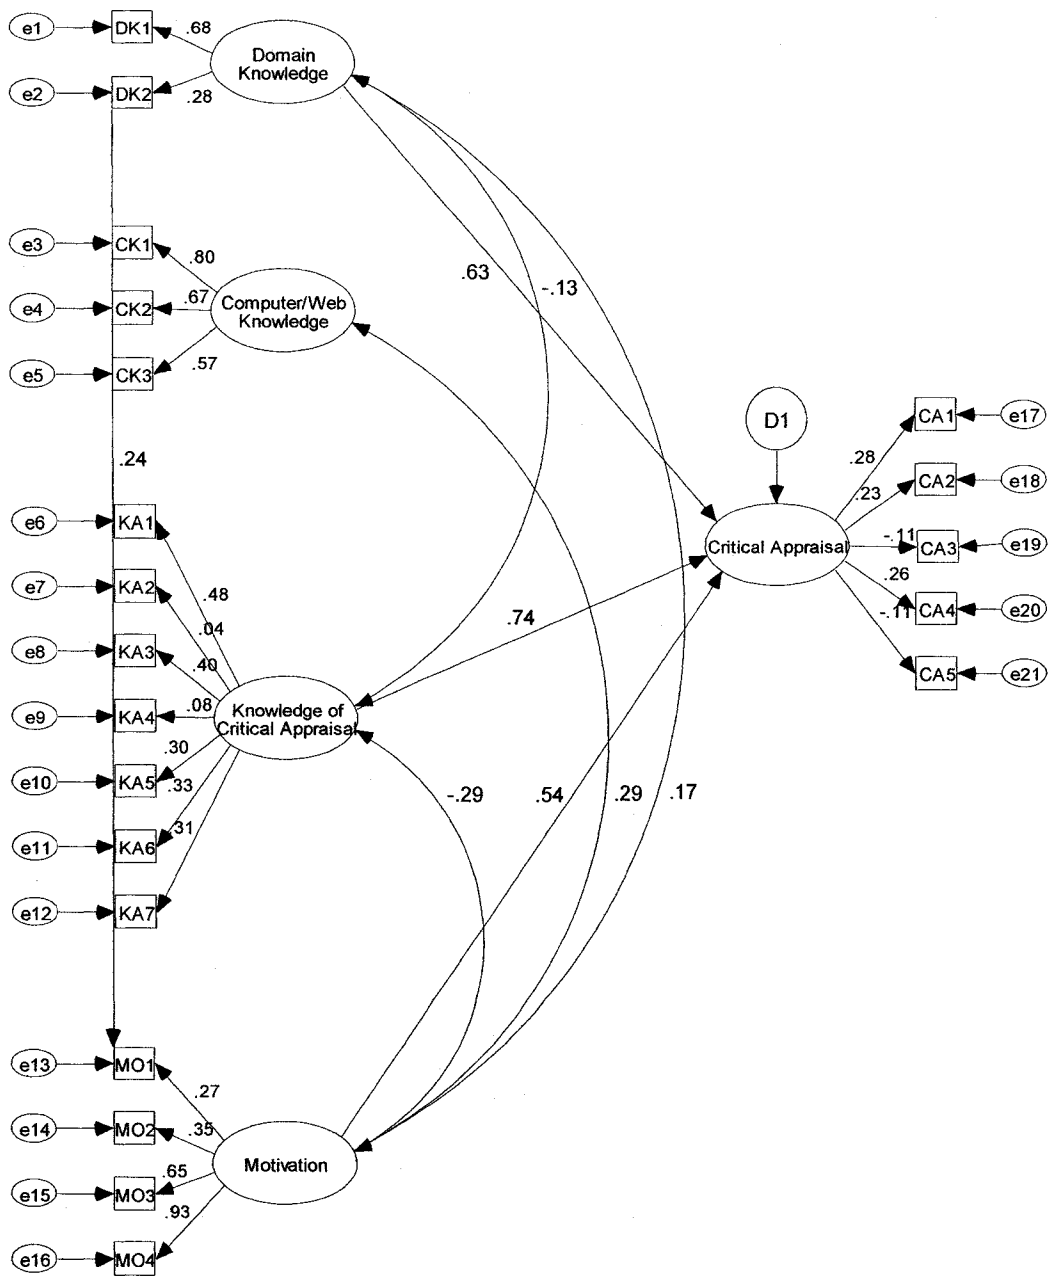 e1
DK1
.68
Domain
Knowledge
e2
DK2
.28
e3
CK1
.80
e4
CK2
.67
Computer/Web
Knowledge
e5
CK3
.57
.63
-.13
.24
D1
CA1
e17
.28
CA2
e18
.23
Critical Appraisal
-.11
CA3
e19
.26
CA4
e20
-.11
CA5
e21
e6
KA1
.48
e7
KA2
.04
e8
KA3
.40
e9
KA4
.08
Knowledge of
Critical Appraisal
.74
e10
KA5
.30
e11
KA6
.33
e12
KA7
.31
-.29
.54
.29
.17
e13
MO1
.27
e14
MO2
.35
Motivation
e15
MO3
.65
e16
MO4
.93